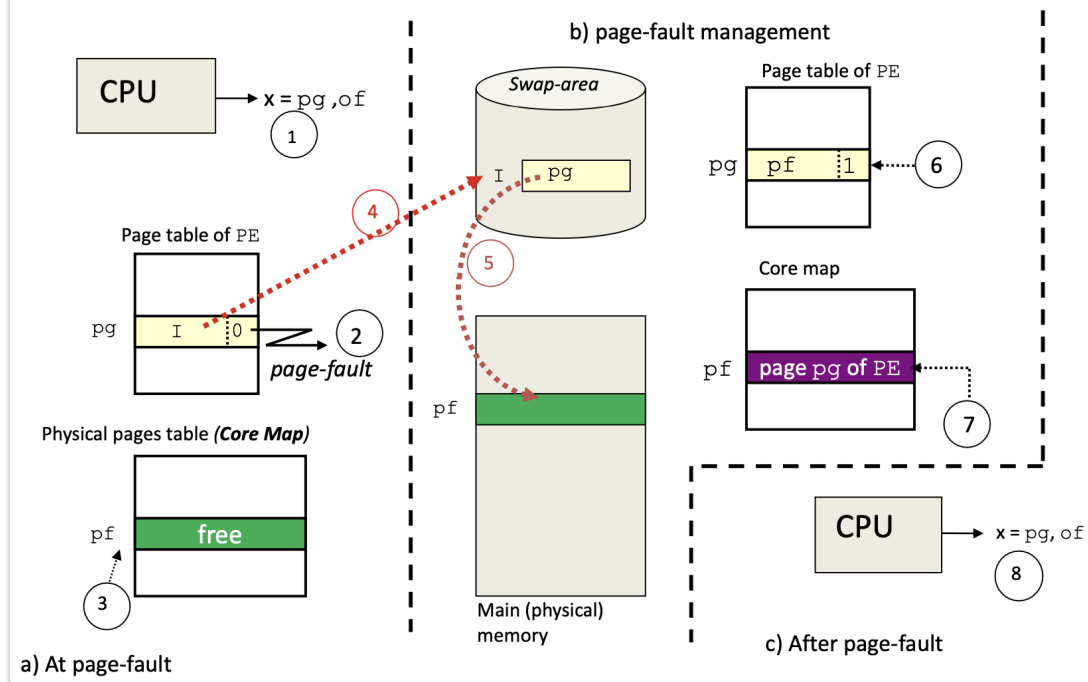 b) page-fault management
CPU
x = pg ,of
1
Page table of PE
pg I 0
2
page-fault
Physical pages table (Core Map)
pf free
3
a) At page-fault
4
Swap-area
I pg
5
pf
Main (physical)
memory
Page table of PE
pg pf 1
6
Core map
pf page pg of PE
7
CPU
x = pg, of
8
c) After page-fault